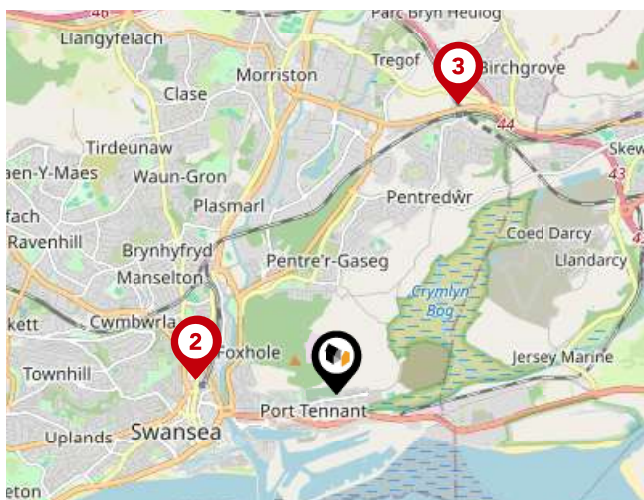 46
Parc Bryn Heulog
Llangyfelach
Tregof
3
Birchgrove
Morriston
Clase
44
Tirdeunaw
Skew
aen-Y-Maes
Waun-Gron
43
Pentredŵr
Plasmarl
fach
Ravenhill
Coed Darcy
Brynhyfryd
Pentre'r-Gaseg
Llandarcy
Manselton
Crymlyn
Bog
kett
Cwmbwrla
2
Foxhole
Jersey Marine
Townhill
Port Tennant
Uplands
Swansea
eton